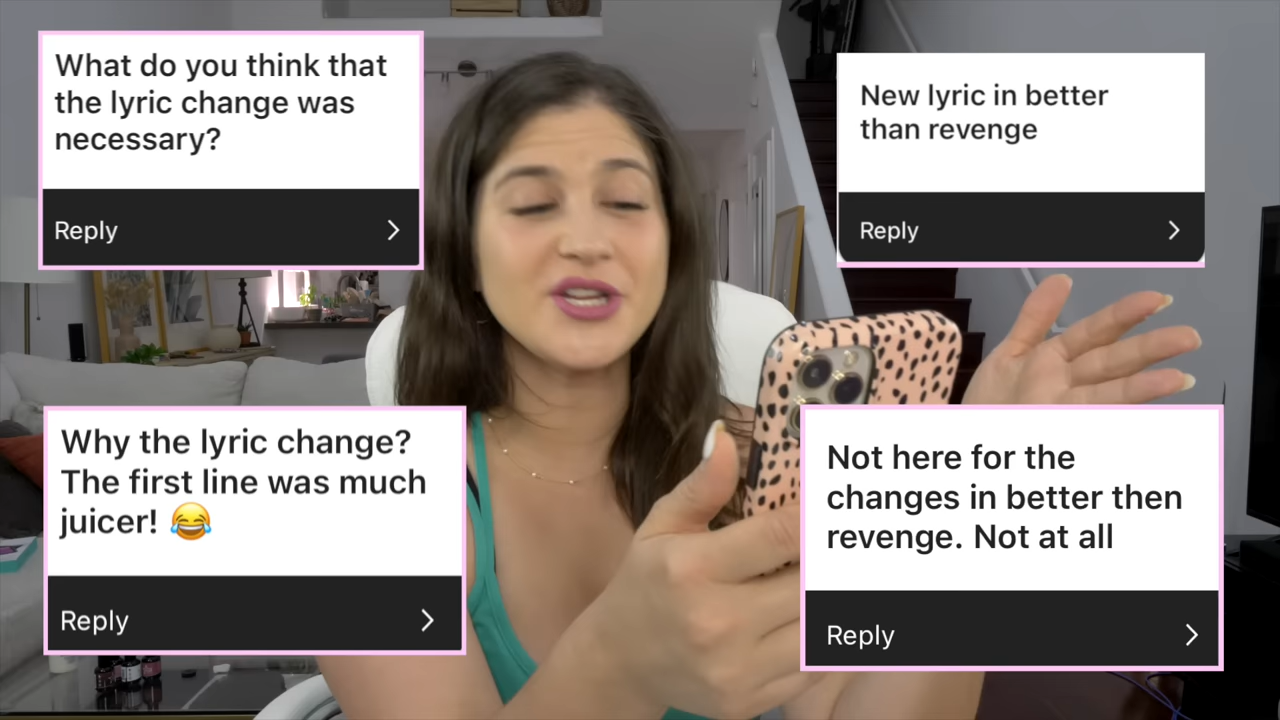 What do you think that
the lyric change was
necessary?
Reply
New lyric in better
than revenge
Reply
Why the lyric change?
The first line was much
juicer! 😂
Reply
Not here for the
changes in better then
revenge. Not at all
Reply